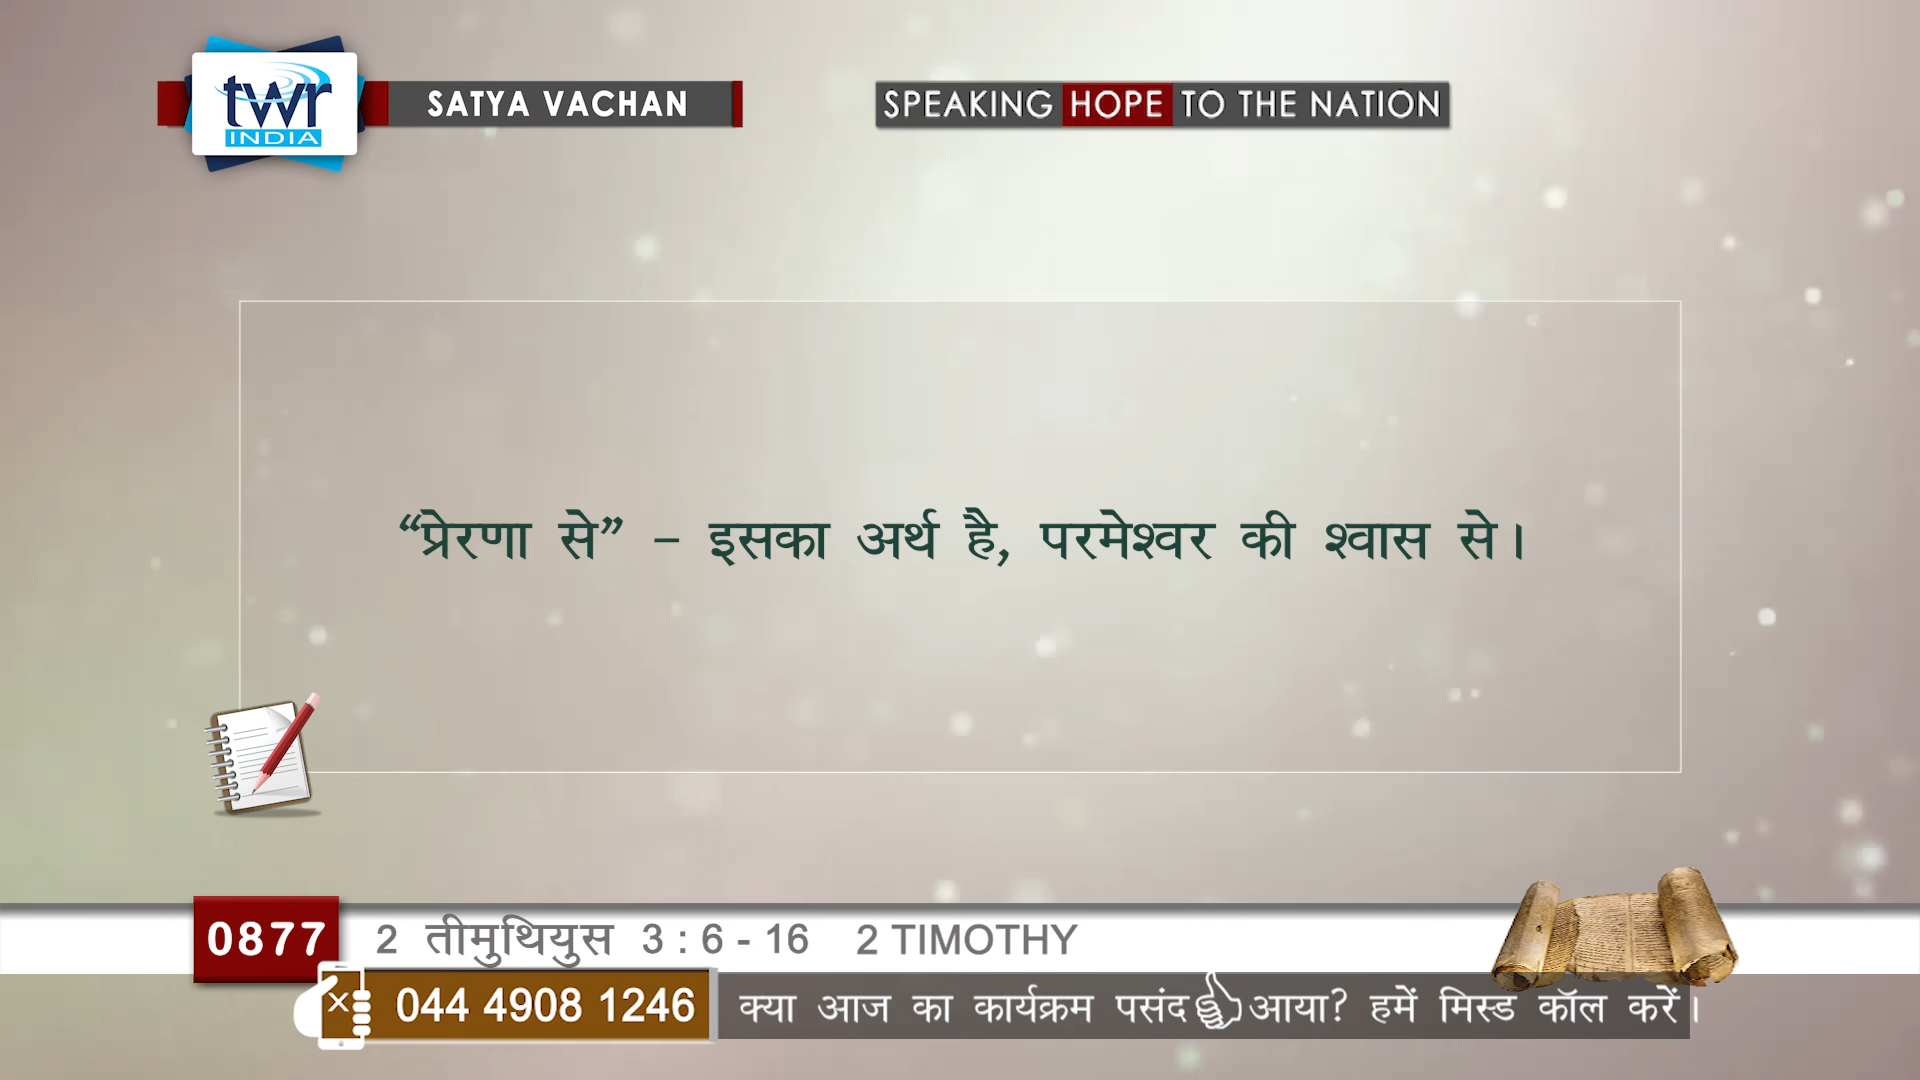 twr
INDIA
SATYA VACHAN
SPEAKING HOPE TO THE NATION
“प्रेरणा से” – इसका अर्थ है, परमेश्वर की श्वास से।
0877 2 तीमुथियुस 3 : 6 - 16 2 TIMOTHY
044 4908 1246 क्या आज का कार्यक्रम पसंद आया? हमें मिस्ड कॉल करें।